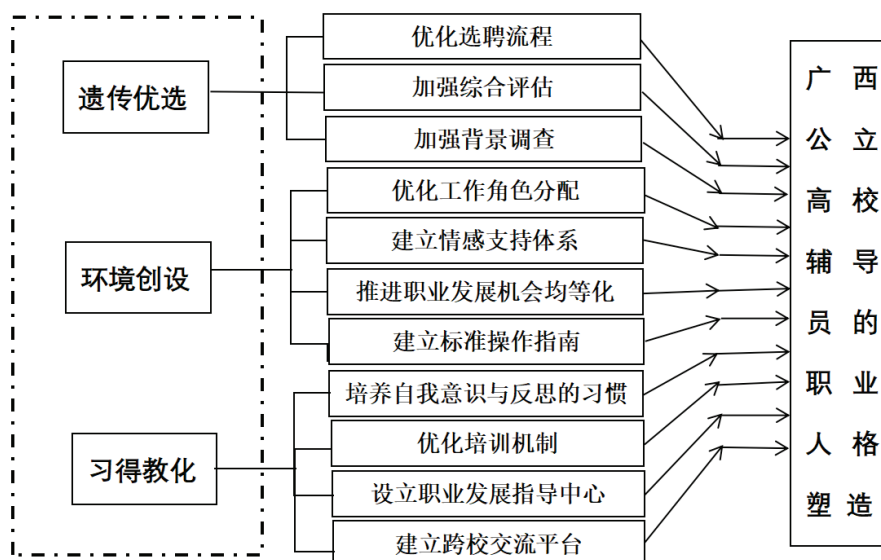 遗传优选
环境创设
习得教化
优化选聘流程
加强综合评估
加强背景调查
优化工作角色分配
建立情感支持体系
推进职业发展机会均等化
建立标准操作指南
培养自我意识与反思的习惯
优化培训机制
设立职业发展指导中心
建立跨校交流平台
广西
公立
高校
辅导
员的
职业
人格
塑造